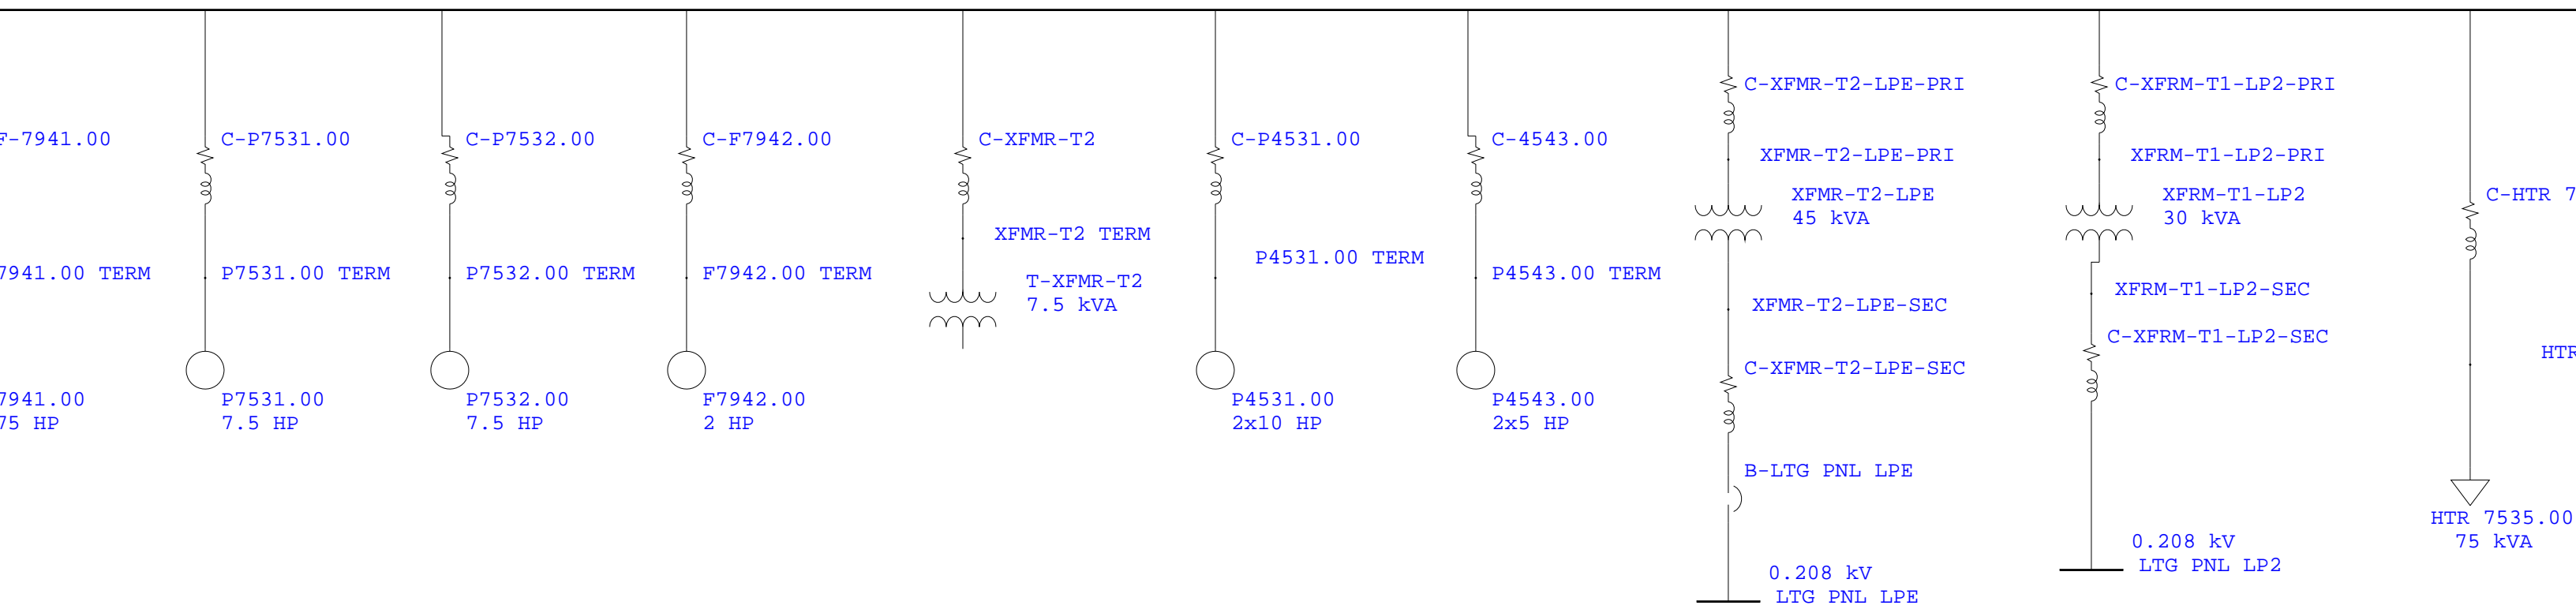 F-7941.00
7941.00 TERM
7941.00
75 HP
C-P7531.00
P7531.00 TERM
P7531.00
7.5 HP
C-P7532.00
P7532.00 TERM
P7532.00
7.5 HP
C-F7942.00
F7942.00 TERM
F7942.00
2 HP
C-XFMR-T2
XFMR-T2 TERM
T-XFMR-T2
7.5 kVA
C-P4531.00
P4531.00 TERM
P4531.00
2x10 HP
C-4543.00
P4543.00 TERM
P4543.00
2x5 HP
C-XFMR-T2-LPE-PRI
XFMR-T2-LPE-PRI
XFMR-T2-LPE
45 kVA
XFMR-T2-LPE-SEC
C-XFMR-T2-LPE-SEC
B-LTG PNL LPE
0.208 kV
LTG PNL LPE
C-XFRM-T1-LP2-PRI
XFRM-T1-LP2-PRI
XFRM-T1-LP2
30 kVA
XFRM-T1-LP2-SEC
C-XFRM-T1-LP2-SEC
0.208 kV
LTG PNL LP2
C-HTR 7
HTR
HTR 7535.00
75 kVA